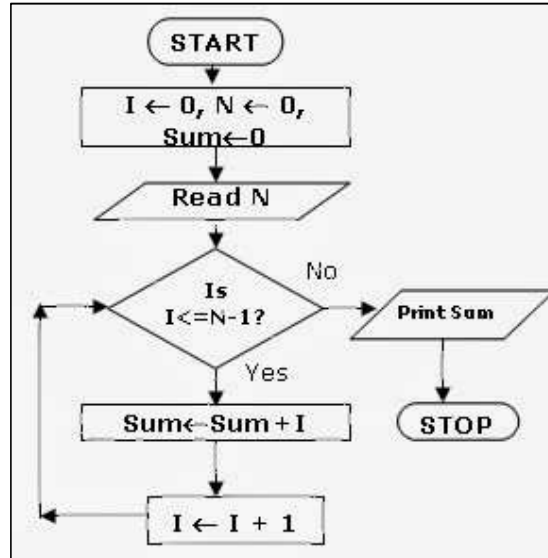 START
I ← 0, N ← 0,
Sum←0
Read N
Is
I<=N-1?
No
Print Sum
Yes
Sum←Sum+I
STOP
I ← I + 1